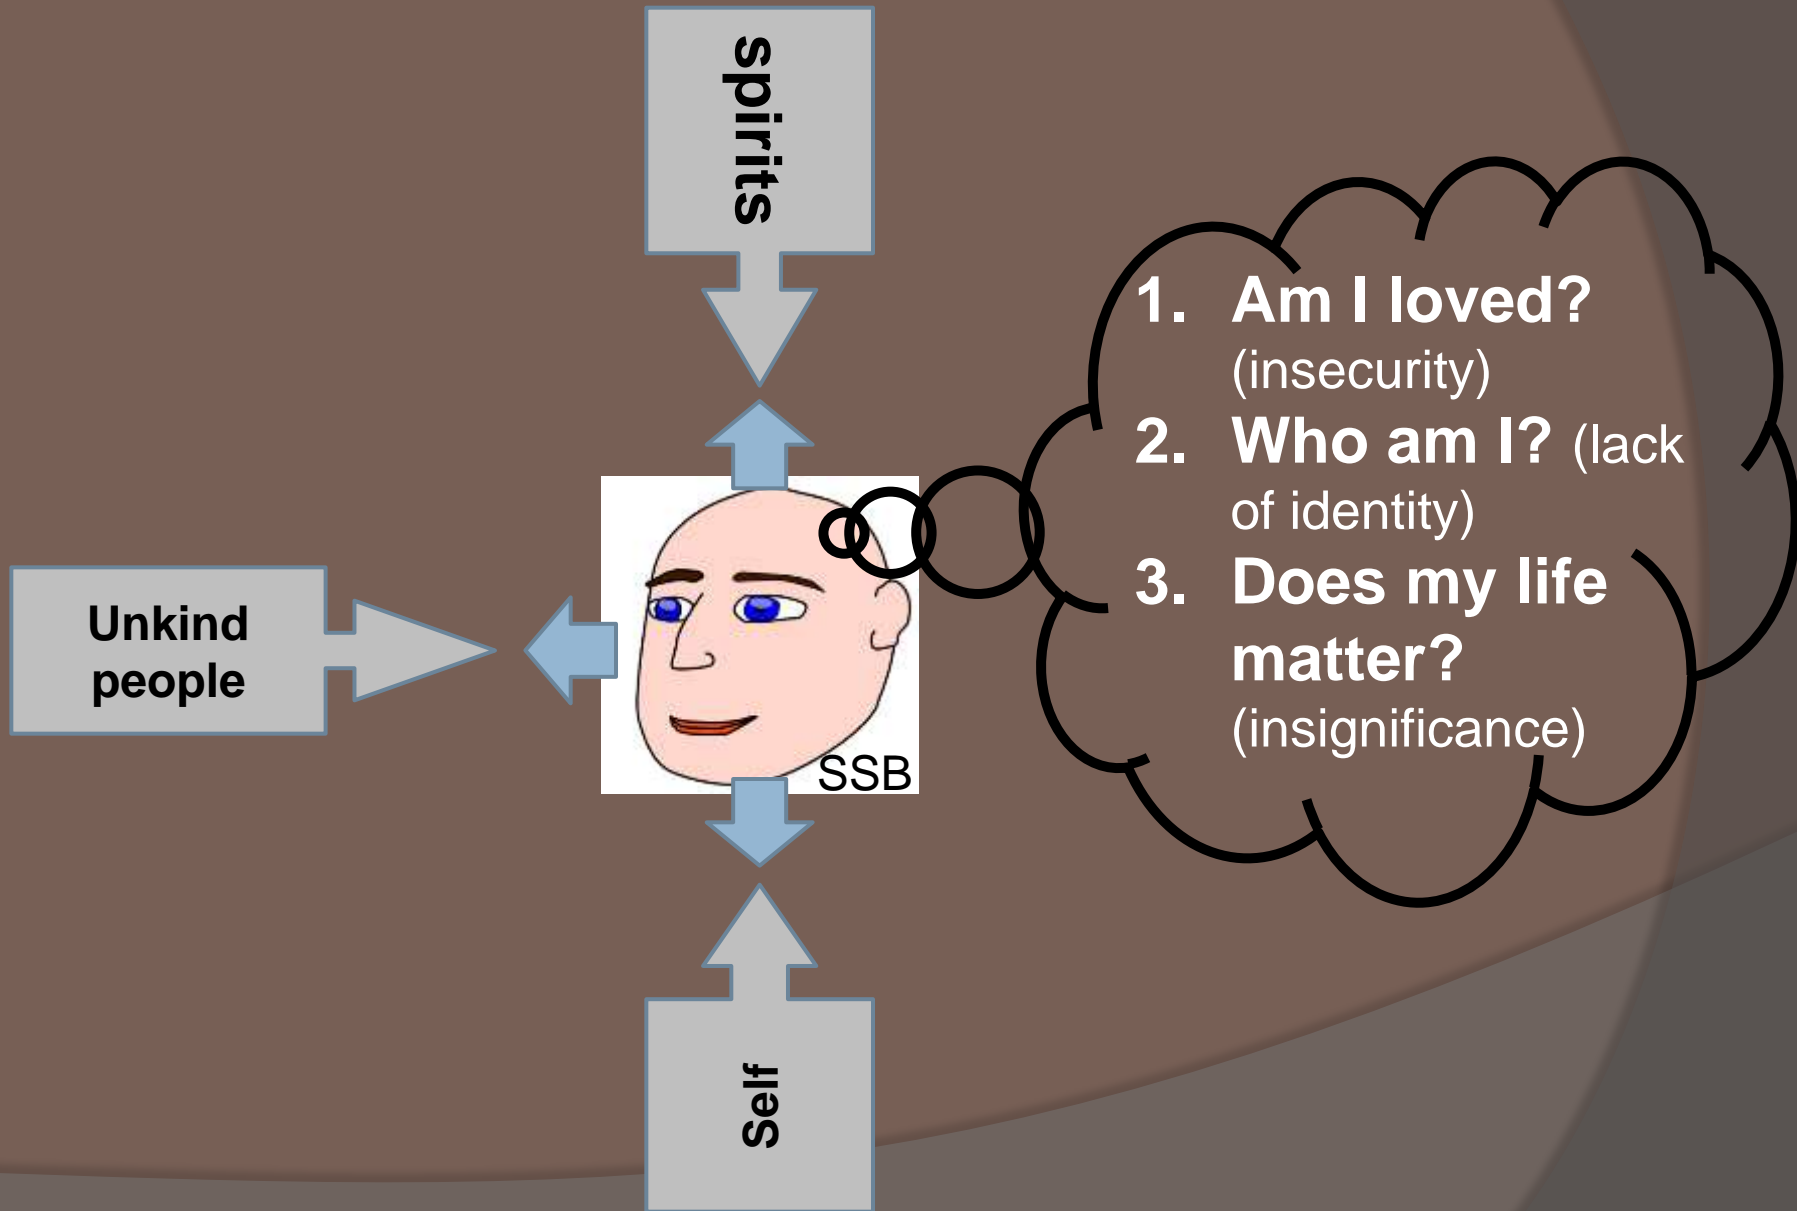 spirits
1. Am I loved?
(insecurity)
2. Who am I? (lack
of identity)
3. Does my life
matter?
(insignificance)
Unkind
people
SSB
Self